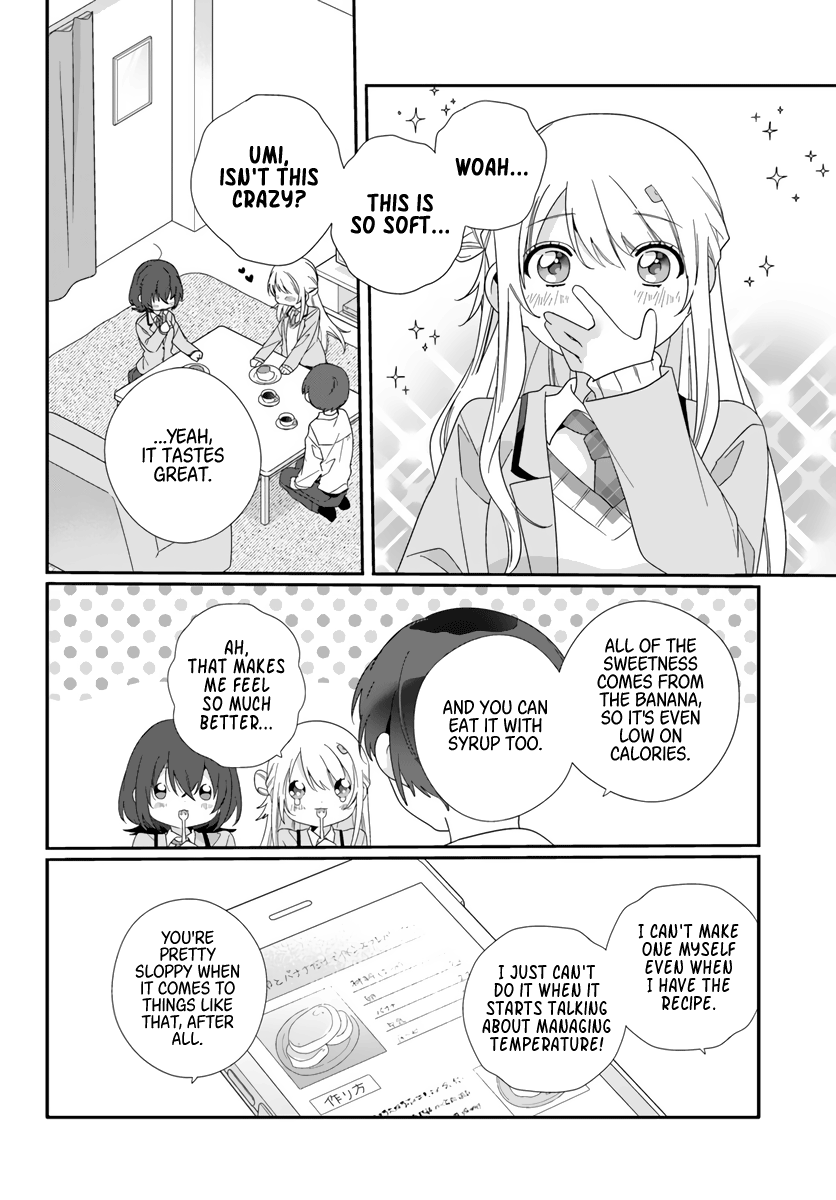 WOAH...
THIS IS
SO SOFT...
UMI,
ISN'T THIS
CRAZY?
...YEAH,
IT TASTES
GREAT.
ALL OF THE
SWEETNESS
COMES FROM
THE BANANA,
SO IT'S EVEN
LOW ON
CALORIES.
AND YOU CAN
EAT IT WITH
SYRUP TOO.
AH,
THAT MAKES
ME FEEL
SO MUCH
BETTER...
I CAN'T MAKE
ONE MYSELF
EVEN WHEN
I HAVE THE
RECIPE.
I JUST CAN'T
DO IT WHEN IT
STARTS TALKING
ABOUT MANAGING
TEMPERATURE!
YOU'RE
PRETTY
SLOPPY WHEN
IT COMES TO
THINGS LIKE
THAT, AFTER
ALL.
作り方